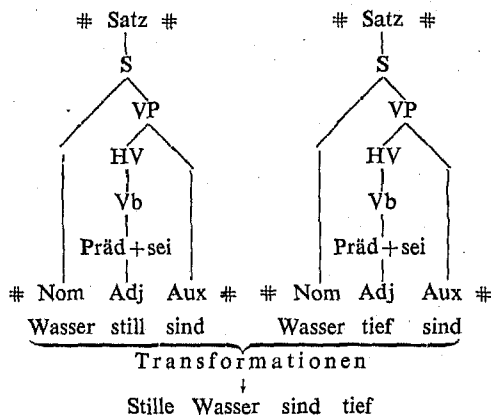 # Satz # # Satz #
S S
VP VP
HV HV
Vb Vb
Präd+sei Präd+sei
# Nom Adj Aux # # Nom Adj Aux #
Wasser still sind Wasser tief sind
Transformationen
↓
Stille Wasser sind tief